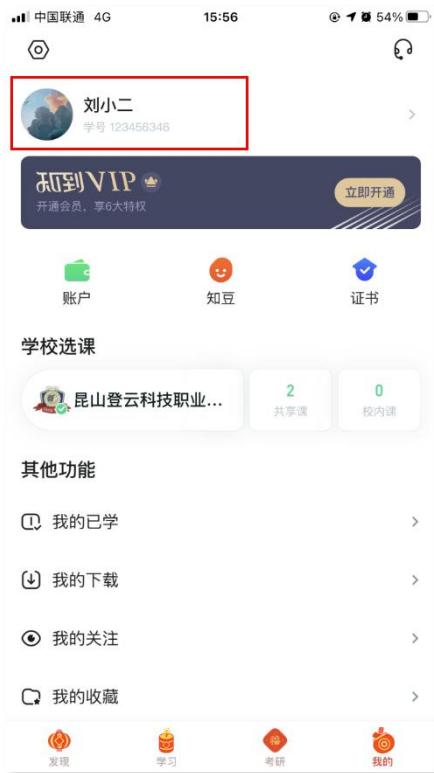 中国联通 4G 15:56 54%
刘小二
学号 123456346
知到VIP
立即开通
开通会员，享6大特权
账户 知豆 证书
学校选课
昆山登云科技职业... 2 0
共享课 校内课
其他功能
我的已学
我的下载
我的关注
我的收藏
发现 学习 考研 我的